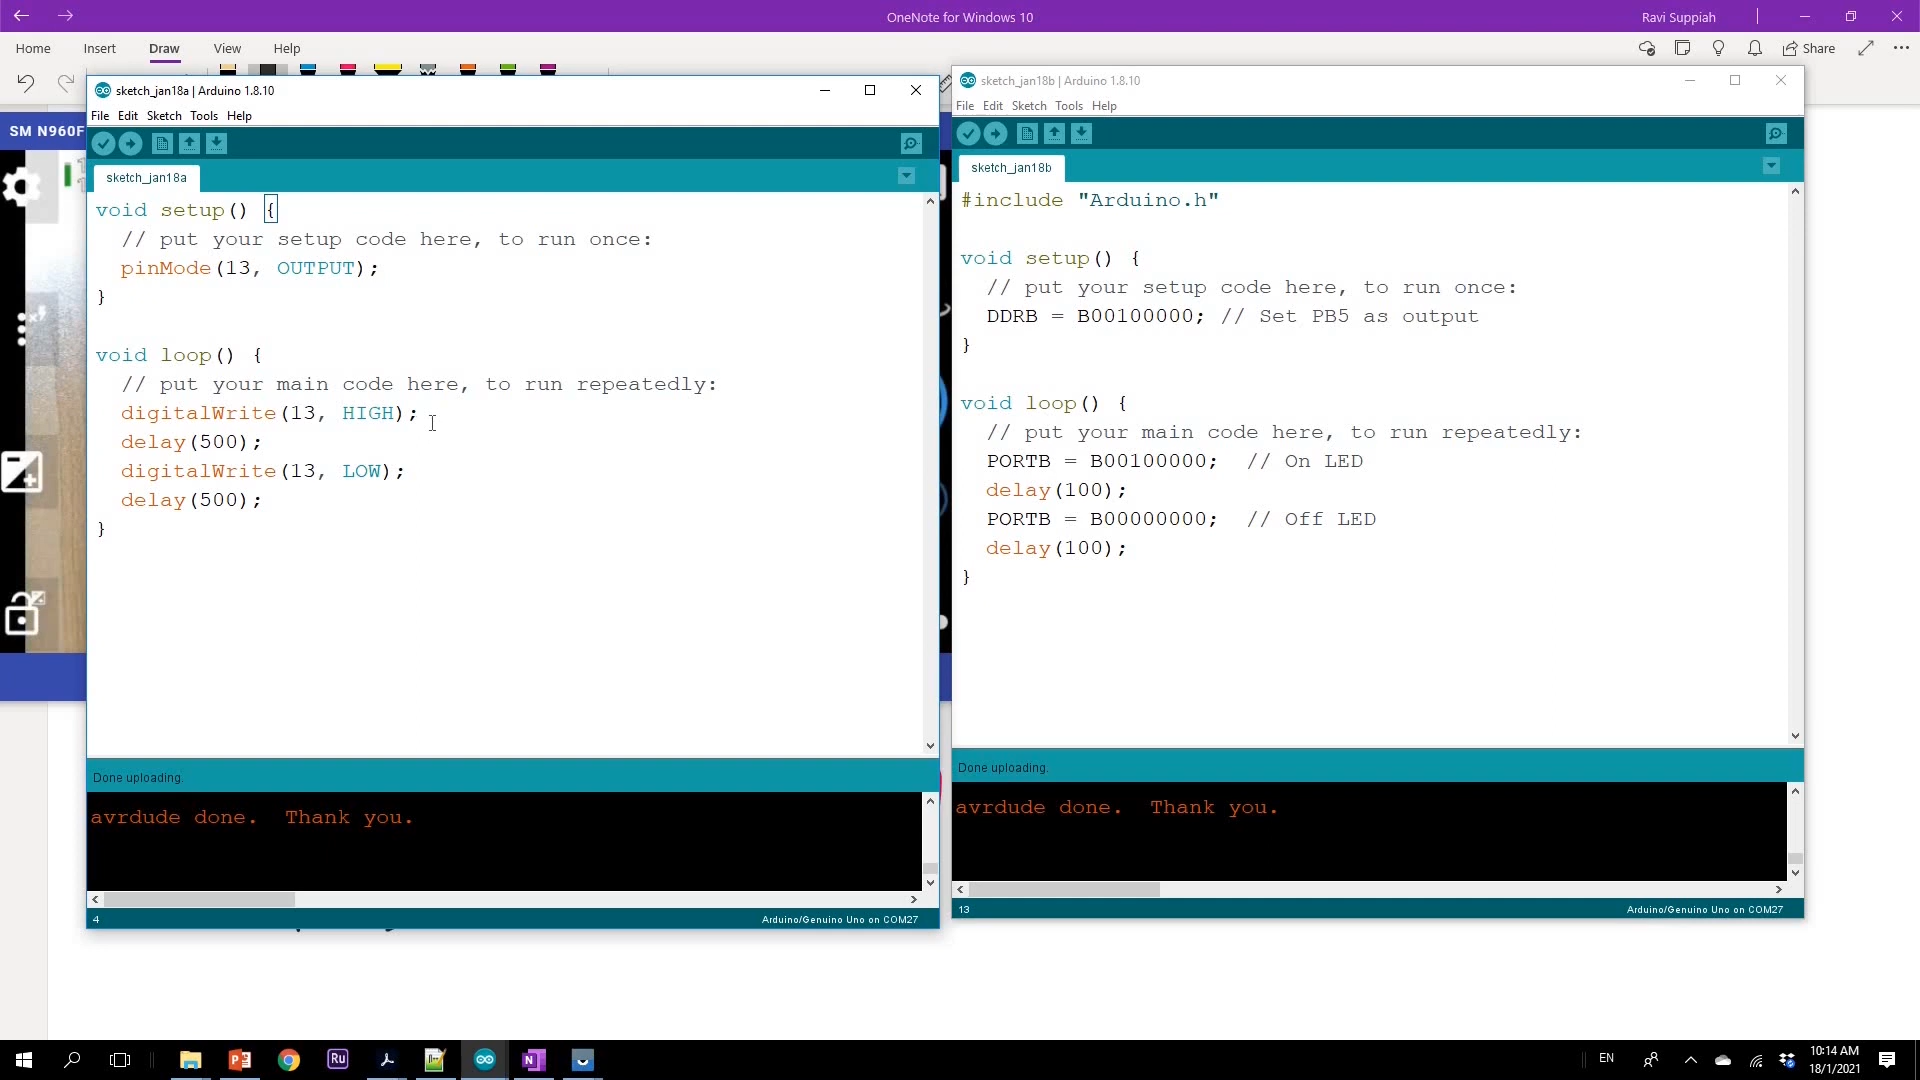 OneNote for Windows 10
Ravi Suppiah
Home Insert Draw View Help
Share
SM N960F
sketch_jan18a | Arduino 1.8.10
File Edit Sketch Tools Help
sketch_jan18a
void setup() {
// put your setup code here, to run once:
pinMode(13, OUTPUT);
}
void loop() {
// put your main code here, to run repeatedly:
digitalWrite(13, HIGH);
delay(500);
digitalWrite(13, LOW);
delay(500);
}
Done uploading.
avrdude done.  Thank you.
4
Arduino/Genuino Uno on COM27
sketch_jan18b | Arduino 1.8.10
File Edit Sketch Tools Help
sketch_jan18b
#include "Arduino.h"
void setup() {
// put your setup code here, to run once:
DDRB = B00100000; // Set PB5 as output
}
void loop() {
// put your main code here, to run repeatedly:
PORTB = B00100000;  // On LED
delay(100);
PORTB = B00000000;  // Off LED
delay(100);
}
Done uploading.
avrdude done.  Thank you.
13
Arduino/Genuino Uno on COM27
Ru
EN
10:14 AM
18/1/2021